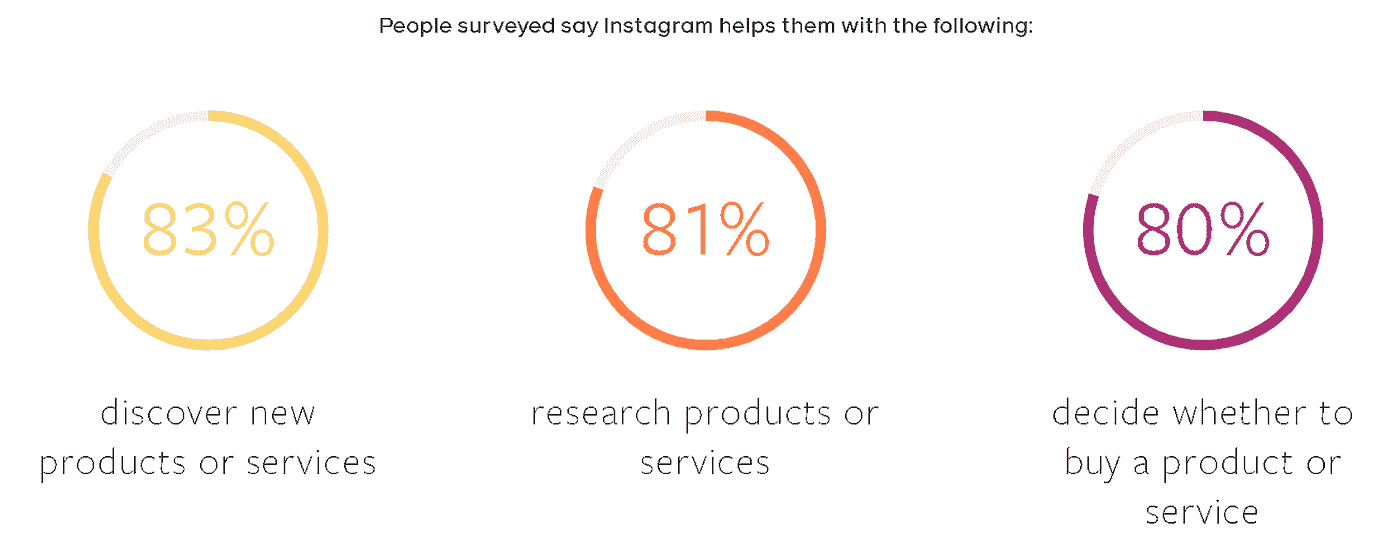 People surveyed say Instagram helps them with the following:
83%
discover new
products or services
81%
research products or
services
80%
decide whether to
buy a product or
service